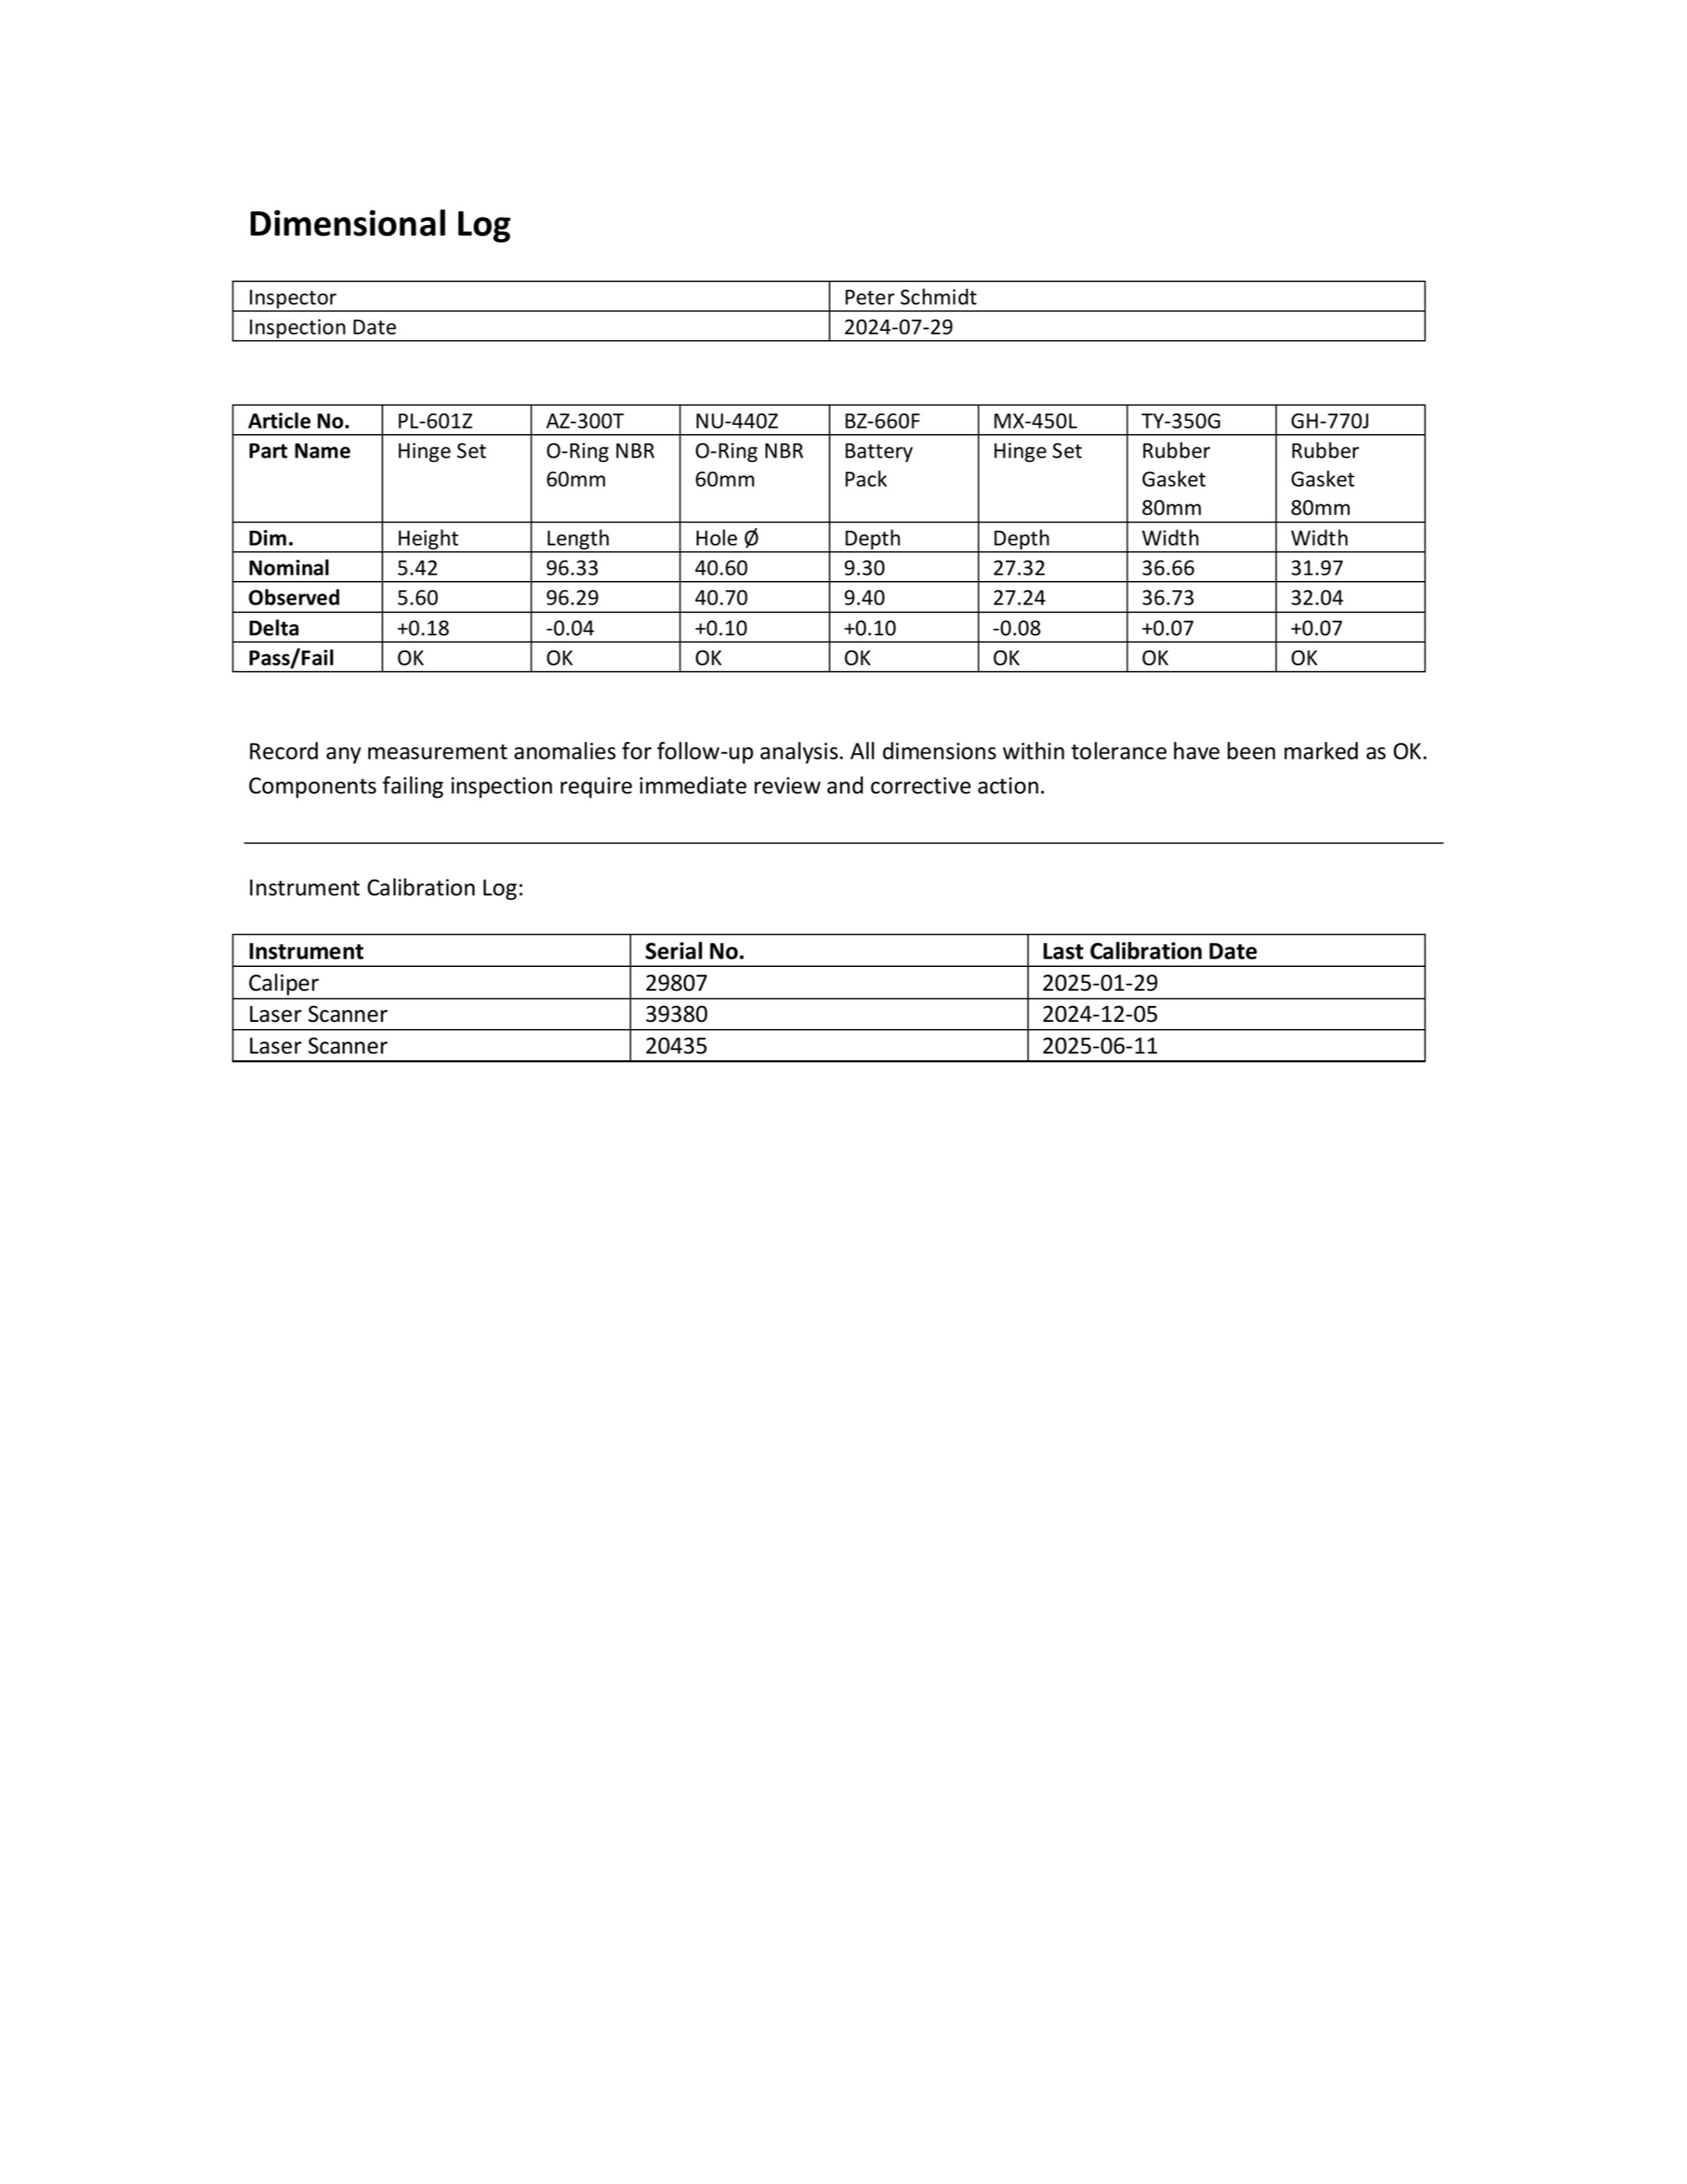 Dimensional Log
Inspector Peter Schmidt
Inspection Date 2024-07-29
Article No. PL-601Z AZ-300T NU-440Z BZ-660F MX-450L TY-350G GH-770J
Part Name Hinge Set O-Ring NBR O-Ring NBR Battery Hinge Set Rubber Rubber
60mm 60mm Pack Gasket Gasket
80mm 80mm
Dim. Height Length Hole Ø Depth Depth Width Width
Nominal 5.42 96.33 40.60 9.30 27.32 36.66 31.97
Observed 5.60 96.29 40.70 9.40 27.24 36.73 32.04
Delta +0.18 -0.04 +0.10 +0.10 -0.08 +0.07 +0.07
Pass/Fail OK OK OK OK OK OK OK
Record any measurement anomalies for follow-up analysis. All dimensions within tolerance have been marked as OK.
Components failing inspection require immediate review and corrective action.
Instrument Calibration Log:
Instrument Serial No. Last Calibration Date
Caliper 29807 2025-01-29
Laser Scanner 39380 2024-12-05
Laser Scanner 20435 2025-06-11